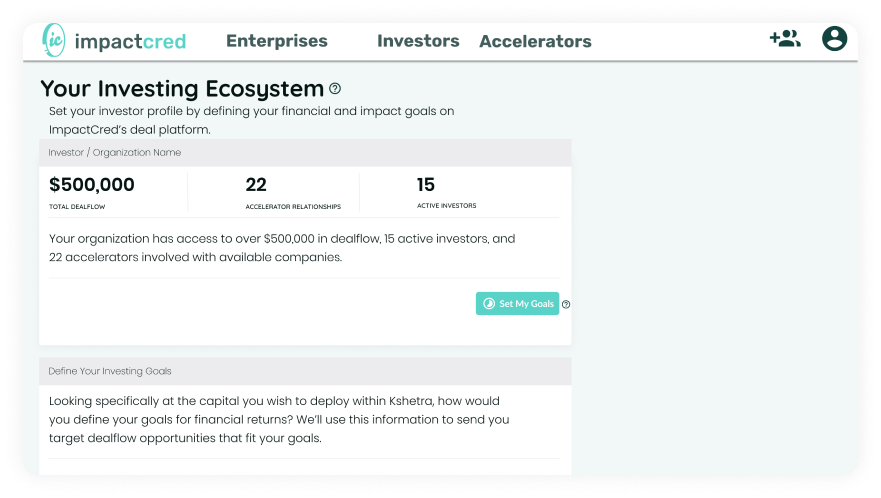 ic impactcred Enterprises Investors Accelerators
Your Investing Ecosystem ?
Set your investor profile by defining your financial and impact goals on
ImpactCred's deal platform.
Investor / Organization Name
$500,000 22 15
TOTAL DEALFLOW ACCELERATOR RELATIONSHIPS ACTIVE INVESTORS
Your organization has access to over $500,000 in dealflow, 15 active investors, and
22 accelerators involved with available companies.
Set My Goals ?
Define Your Investing Goals
Looking specifically at the capital you wish to deploy within Kshetra, how would
you define your goals for financial returns? We'll use this information to send you
target dealflow opportunities that fit your goals.